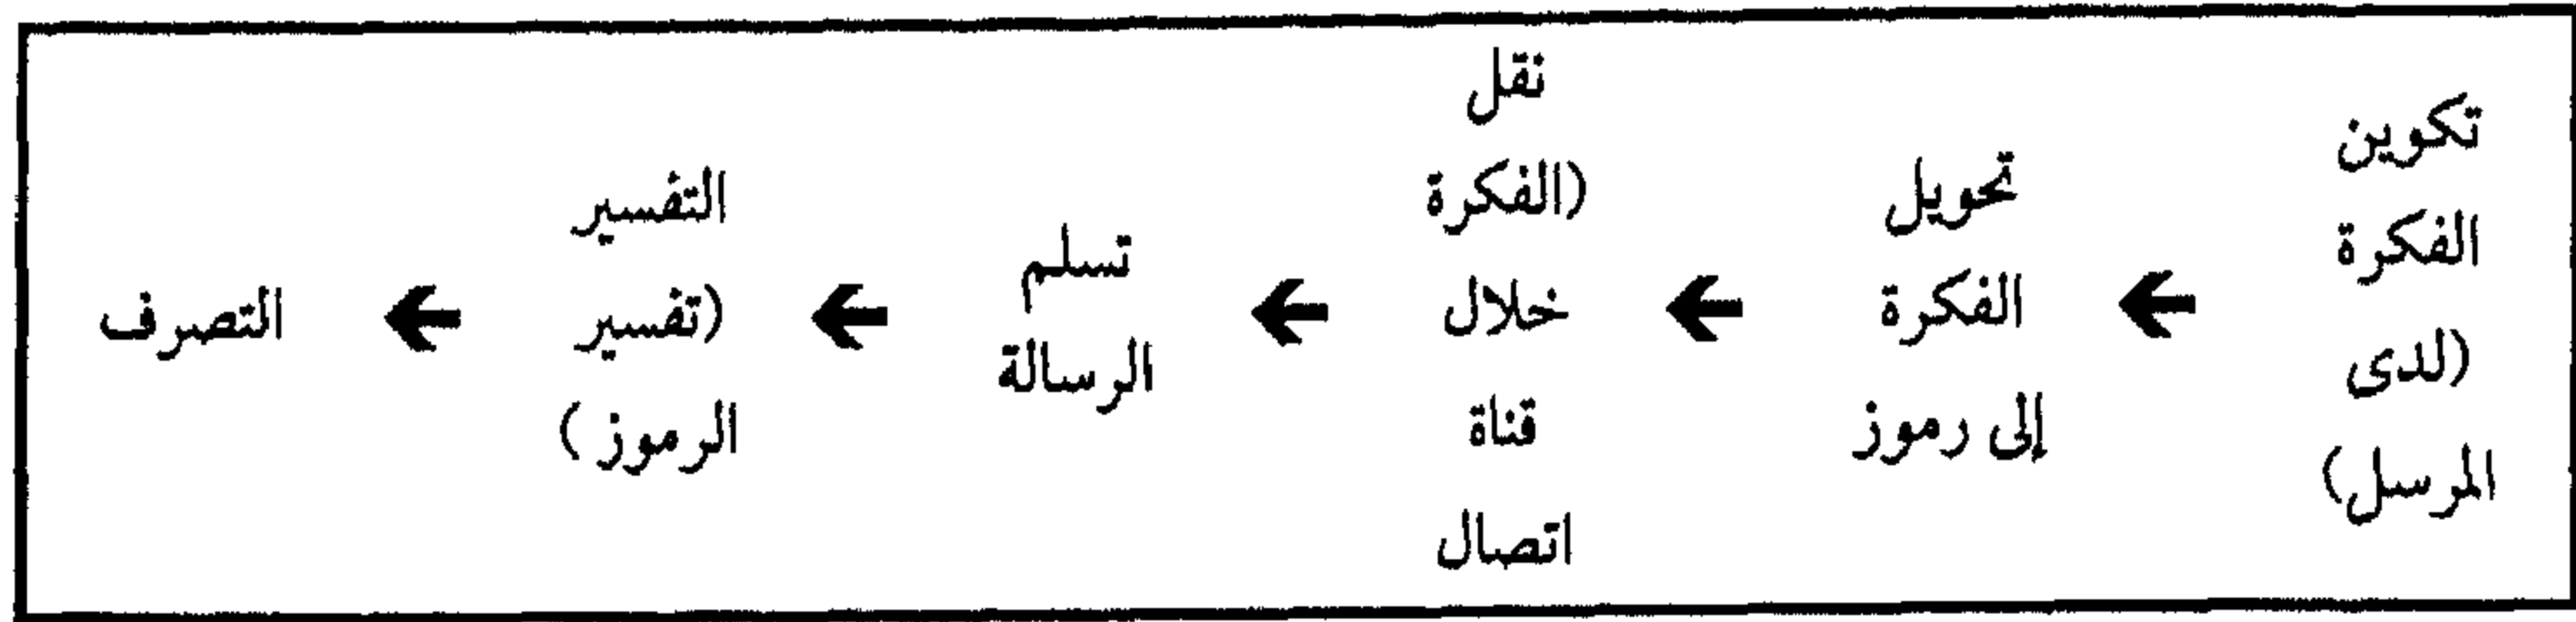 تكوين
الفكرة
(لدى
المرسل)
←
تحويل
الفكرة
إلى رموز
←
نقل
(الفكرة
خلال
قناة
اتصال
←
تسلم
الرسالة
←
التفسير
(تفسير
الرموز)
←
التصرف